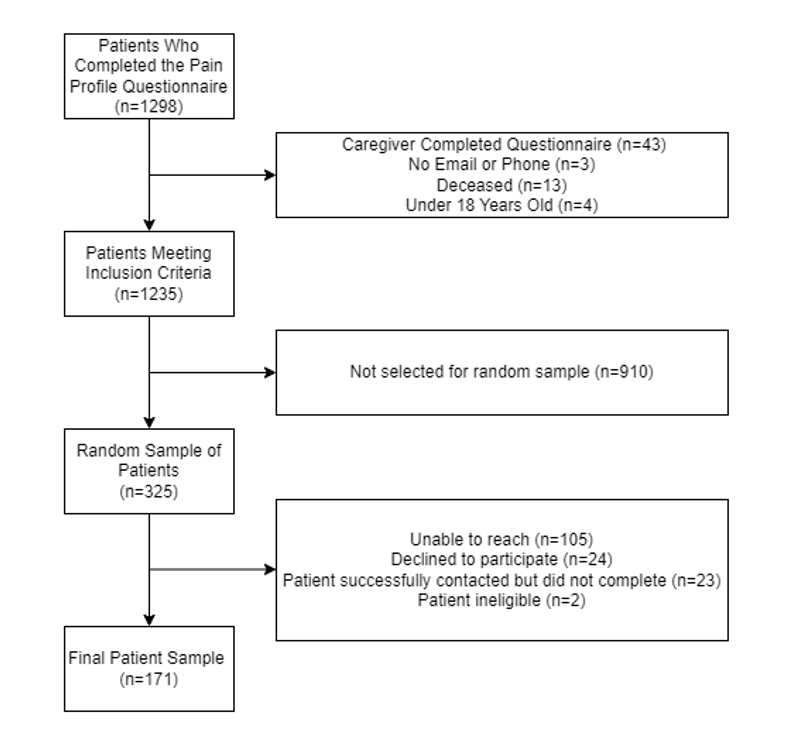 Patients Who
Completed the Pain
Profile Questionnaire
(n=1298)
Caregiver Completed Questionnaire (n=43)
No Email or Phone (n=3)
Deceased (n=13)
Under 18 Years Old (n=4)
Patients Meeting
Inclusion Criteria
(n=1235)
Not selected for random sample (n=910)
Random Sample of
Patients
(n=325)
Unable to reach (n=105)
Declined to participate (n=24)
Patient successfully contacted but did not complete (n=23)
Patient ineligible (n=2)
Final Patient Sample
(n=171)